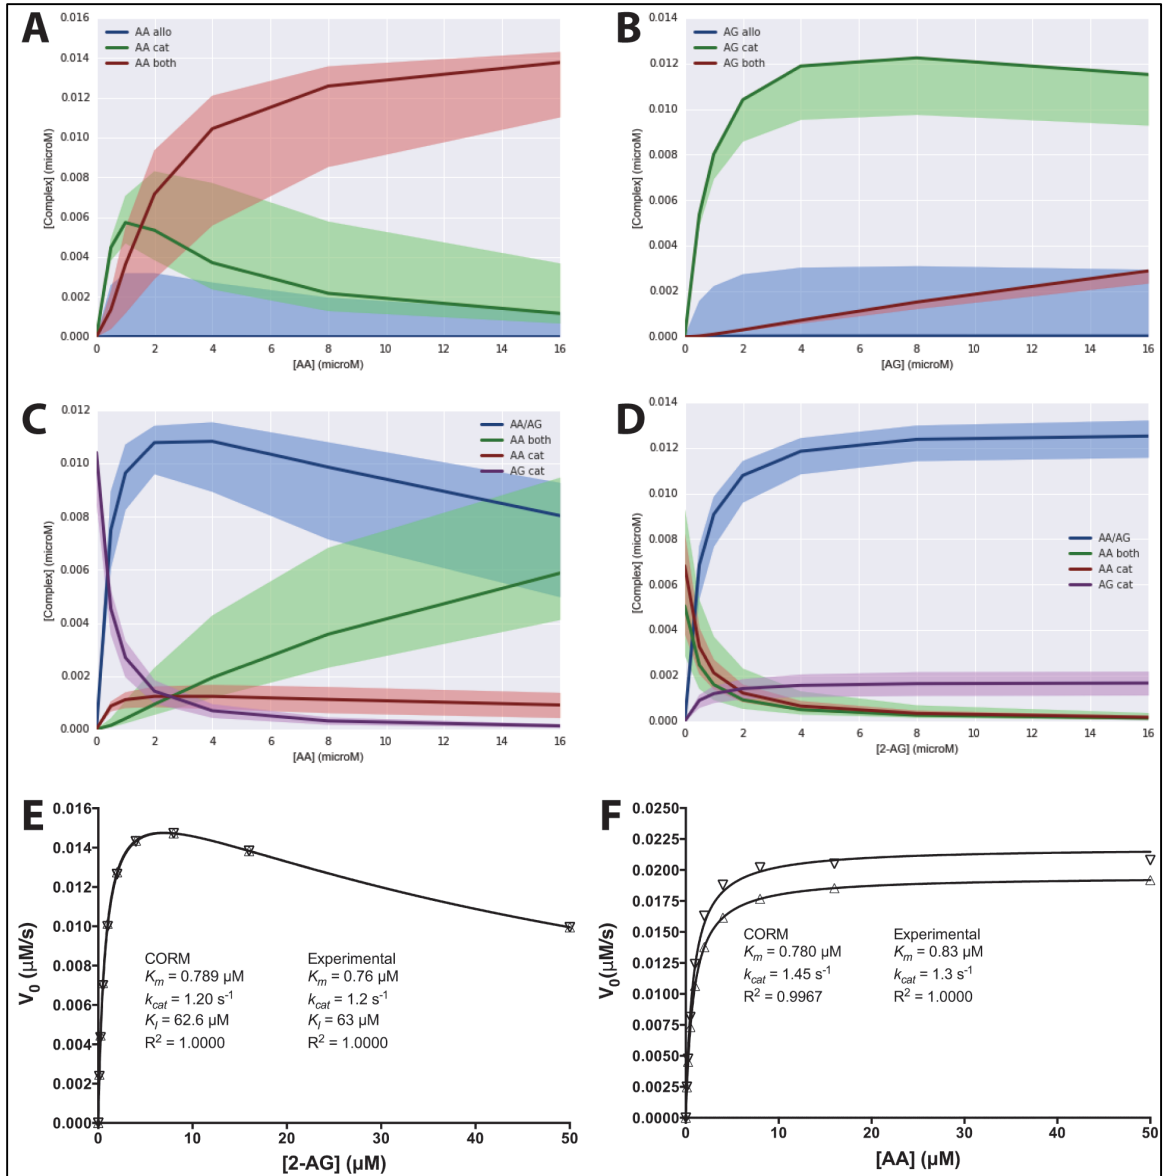 A
0.016
0.014
0.012
0.010
0.008
0.006
0.004
0.002
0.000
[Complex] (microM)
AA allo
AA cat
AA both
0 2 4 6 8 10 12 14 16
[AA] (microM)
B
0.014
0.012
0.010
0.008
0.006
0.004
0.002
0.000
[Complex] (microM)
AG allo
AG cat
AG both
0 2 4 6 8 10 12 14 16
[AG] (microM)
C
0.012
0.010
0.008
0.006
0.004
0.002
0.000
[Complex] (microM)
AA/AG
AA both
AA cat
AG cat
0 2 4 6 8 10 12 14 16
[AA] (microM)
D
0.014
0.012
0.010
0.008
0.006
0.004
0.002
0.000
[Complex] (microM)
AA/AG
AA both
AA cat
AG cat
0 2 4 6 8 10 12 14 16
[2-AG] (microM)
E
0.016
0.014
0.012
0.010
0.008
0.006
0.004
0.002
0.000
V0 (µM/s)
CORM
Km = 0.789 µM
kcat = 1.20 s-1
KI = 62.6 µM
R2 = 1.0000
Experimental
Km = 0.76 µM
kcat = 1.2 s-1
KI = 63 µM
R2 = 1.0000
0 10 20 30 40 50
[2-AG] (µM)
F
0.0250
0.0225
0.0200
0.0175
0.0150
0.0125
0.0100
0.0075
0.0050
0.0025
0.0000
V0(µM/s)
CORM
Km = 0.780 µM
kcat = 1.45 s-1
R2 = 0.9967
Experimental
Km = 0.83 µM
kcat = 1.3 s-1
R2 = 1.0000
0 10 20 30 40 50
[AA] (µM)